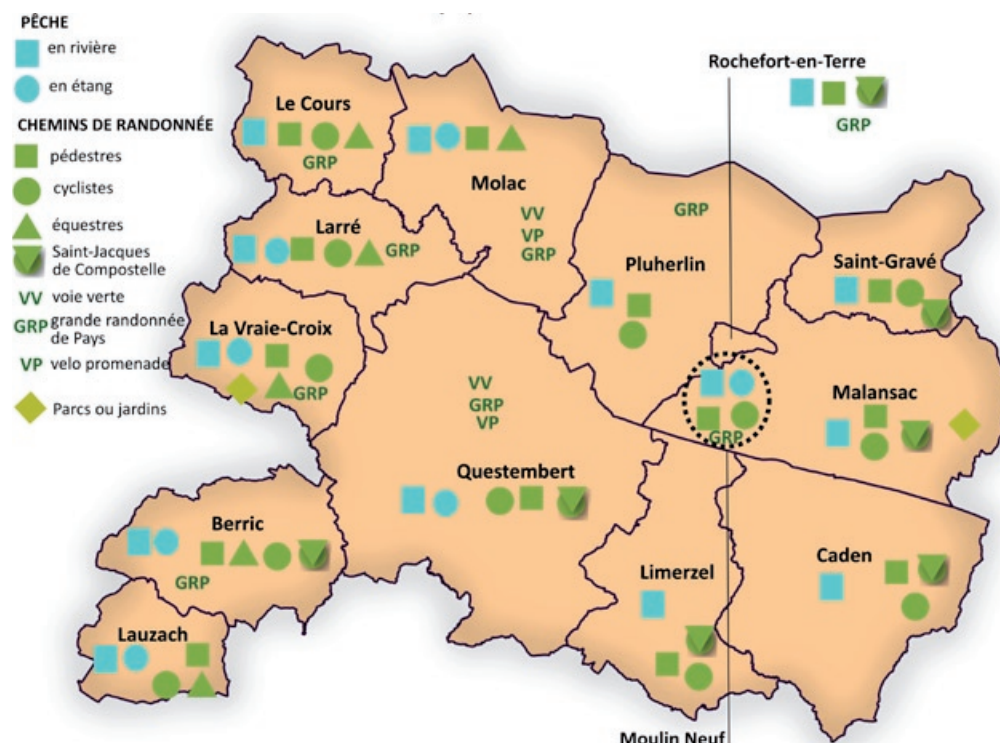 PÊCHE
en rivière
en étang
CHEMINS DE RANDONNÉE
pédestres
cyclistes
équestres
Saint-Jacques
de Compostelle
VV voie verte
GRP grande randonnée
de Pays
VP velo promenade
Parcs ou jardins
Rochefort-en-Terre
GRP
Le Cours
GRP
Molac
VV
VP
GRP
Larré
GRP
GRP
Pluherlin
Saint-Gravé
La Vraie-Croix
GRP
VV
GRP
VP
Questembert
GRP
Malansac
Berric
GRP
Limerzel
Caden
Lauzach
Moulin Neuf